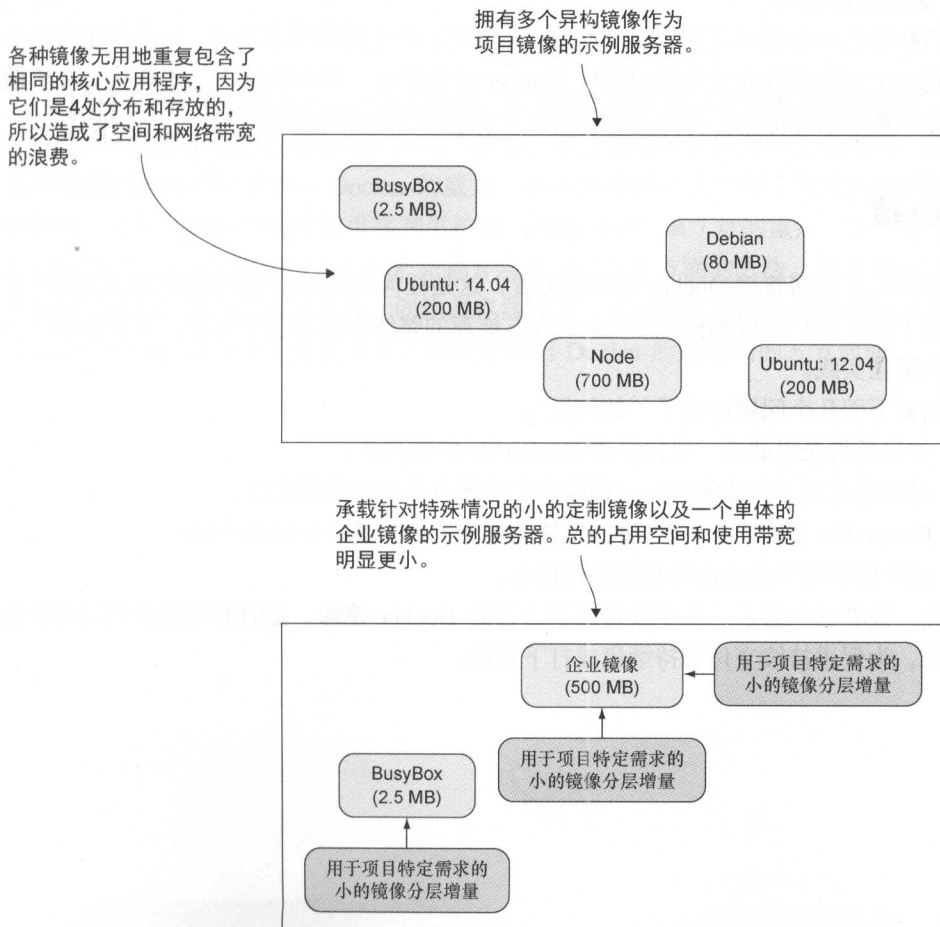 拥有多个异构镜像作为
项目镜像的示例服务器。
各种镜像无用地重复包含了
相同的核心应用程序，因为
它们是4处分布和存放的，
所以造成了空间和网络带宽
的浪费。
BusyBox
(2.5 MB)
Debian
(80 MB)
Ubuntu: 14.04
(200 MB)
Node
(700 MB)
Ubuntu: 12.04
(200 MB)
承载针对特殊情况的小的定制镜像以及一个单体的
企业镜像的示例服务器。总的占用空间和使用带宽
明显更小。
企业镜像
(500 MB)
用于项目特定需求的
小的镜像分层增量
用于项目特定需求的
小的镜像分层增量
BusyBox
(2.5 MB)
用于项目特定需求的
小的镜像分层增量